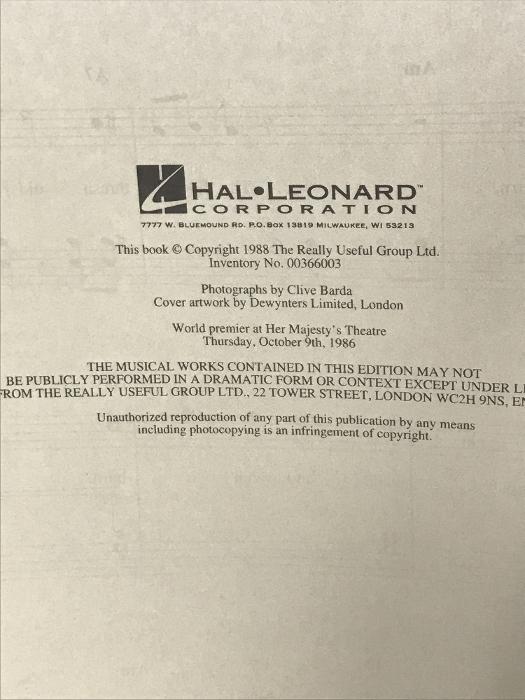 HAL•LEONARD™
CORPORATION
7777 W. BLUEMOUND RD. P.O. BOX 13819 MILWAUKEE, WI 53213
This book © Copyright 1988 The Really Useful Group Ltd.
Inventory No. 00366003
Photographs by Clive Barda
Cover artwork by Dewynters Limited, London
World premier at Her Majesty's Theatre
Thursday, October 9th, 1986
THE MUSICAL WORKS CONTAINED IN THIS EDITION MAY NOT
BE PUBLICLY PERFORMED IN A DRAMATIC FORM OR CONTEXT EXCEPT UNDER LI
FROM THE REALLY USEFUL GROUP LTD., 22 TOWER STREET, LONDON WC2H 9NS, EN
Unauthorized reproduction of any part of this publication by any means
including photocopying is an infringement of copyright.